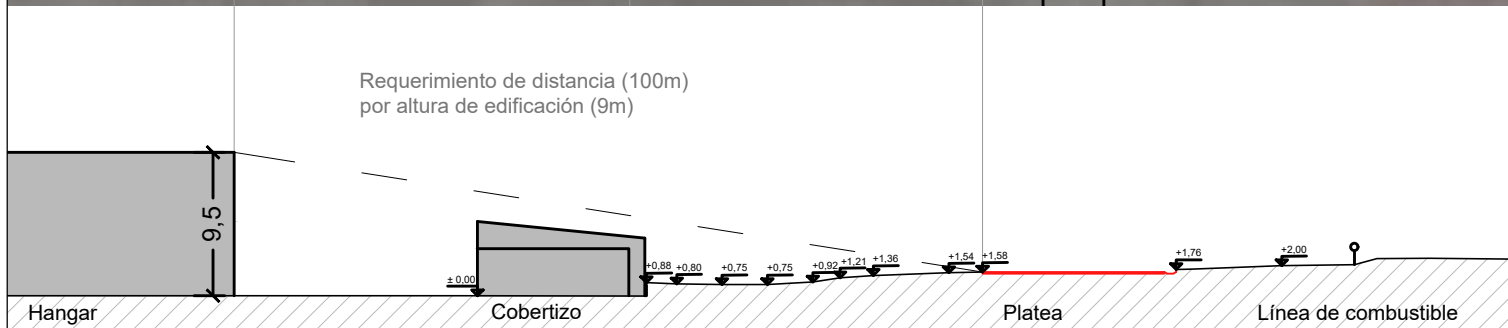 Requerimiento de distancia (100m)
por altura de edificación (9m)
9,5
± 0,00
+0,88
+0,80
+0,75
+0,75
+0,92
+1,21
+1,36
+1,54
+1,58
+1,76
+2,00
Hangar
Cobertizo
Platea
Línea de combustible